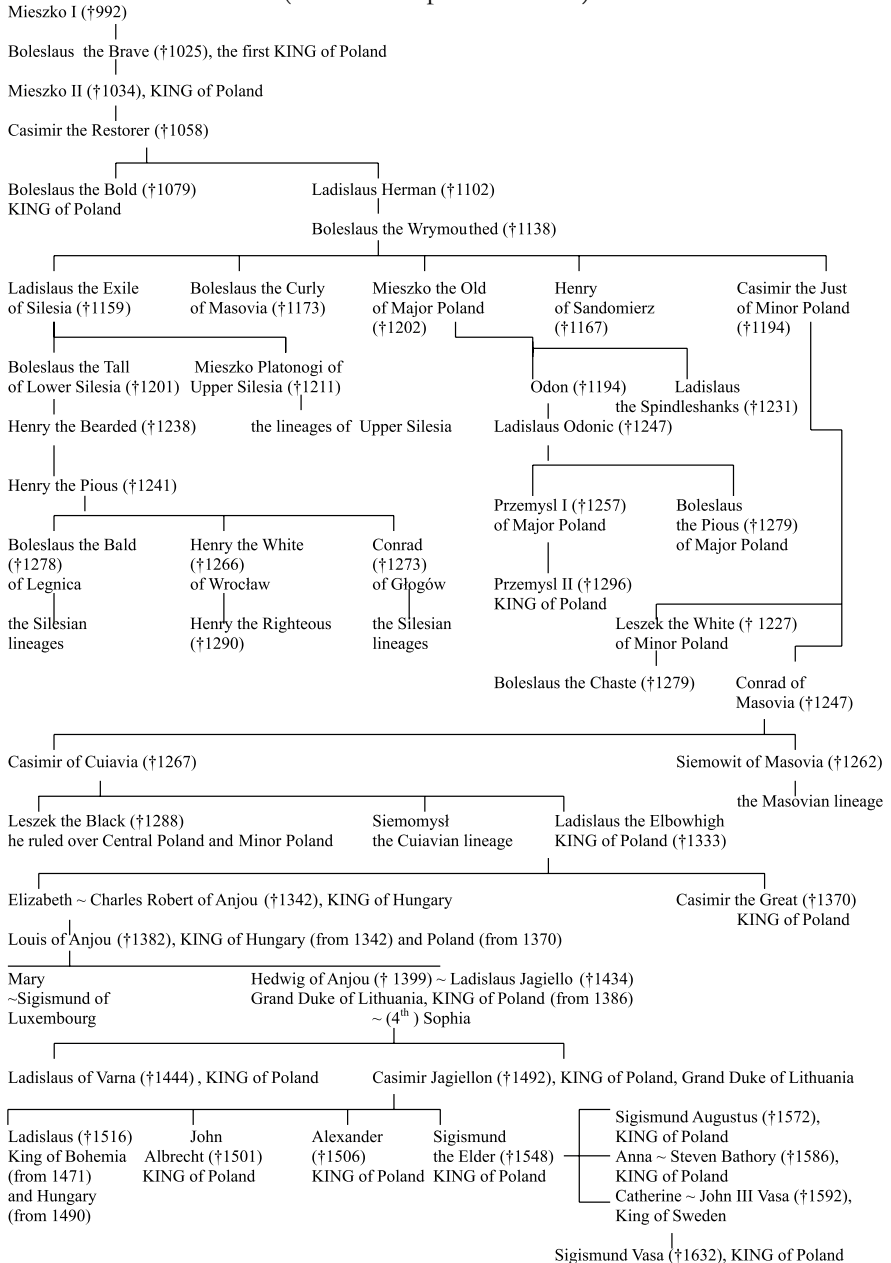 Mieszko I (†992)
Boleslaus the Brave (†1025), the first KING of Poland
Mieszko II (†1034), KING of Poland
Casimir the Restorer (†1058)
Boleslaus the Bold (†1079)
KING of Poland
Ladislaus Herman (†1102)
Boleslaus the Wrymouthed (†1138)
Ladislaus the Exile
of Silesia (†1159)
Boleslaus the Curly
of Masovia (†1173)
Mieszko the Old
of Major Poland
(†1202)
Henry
of Sandomierz
(†1167)
Casimir the Just
of Minor Poland
(†1194)
Boleslaus the Tall
of Lower Silesia (†1201)
Mieszko Platonogi of
Upper Silesia (†1211)
Odon (†1194)
Ladislaus
the Spindleshanks (†1231)
Henry the Bearded (†1238)
the lineages of Upper Silesia
Ladislaus Odonic (†1247)
Henry the Pious (†1241)
Przemysl I (†1257)
of Major Poland
Boleslaus
the Pious (†1279)
of Major Poland
Boleslaus the Bald
(†1278)
of Legnica
Henry the White
(†1266)
of Wrocław
Conrad
(†1273)
of Głogów
Przemysl II (†1296)
KING of Poland
the Silesian
lineages
Henry the Righteous
(†1290)
the Silesian
lineages
Leszek the White († 1227)
of Minor Poland
Boleslaus the Chaste (†1279)
Conrad of
Masovia (†1247)
Casimir of Cuiavia (†1267)
Siemowit of Masovia (†1262)
the Masovian lineage
Leszek the Black (†1288)
he ruled over Central Poland and Minor Poland
Siemomysł
the Cuiavian lineage
Ladislaus the Elbowhigh
KING of Poland (†1333)
Elizabeth ~ Charles Robert of Anjou (†1342), KING of Hungary
Casimir the Great (†1370)
KING of Poland
Louis of Anjou (†1382), KING of Hungary (from 1342) and Poland (from 1370)
Mary
~Sigismund of
Luxembourg
Hedwig of Anjou († 1399) ~ Ladislaus Jagiello (†1434)
Grand Duke of Lithuania, KING of Poland (from 1386)
~ (4th ) Sophia
Ladislaus of Varna (†1444) , KING of Poland
Casimir Jagiellon (†1492), KING of Poland, Grand Duke of Lithuania
Ladislaus (†1516)
King of Bohemia
(from 1471)
and Hungary
(from 1490)
John
Albrecht (†1501)
KING of Poland
Alexander
(†1506)
KING of Poland
Sigismund
the Elder (†1548)
KING of Poland
Sigismund Augustus (†1572),
KING of Poland
Anna ~ Steven Bathory (†1586),
KING of Poland
Catherine ~ John III Vasa (†1592),
King of Sweden
Sigismund Vasa (†1632), KING of Poland